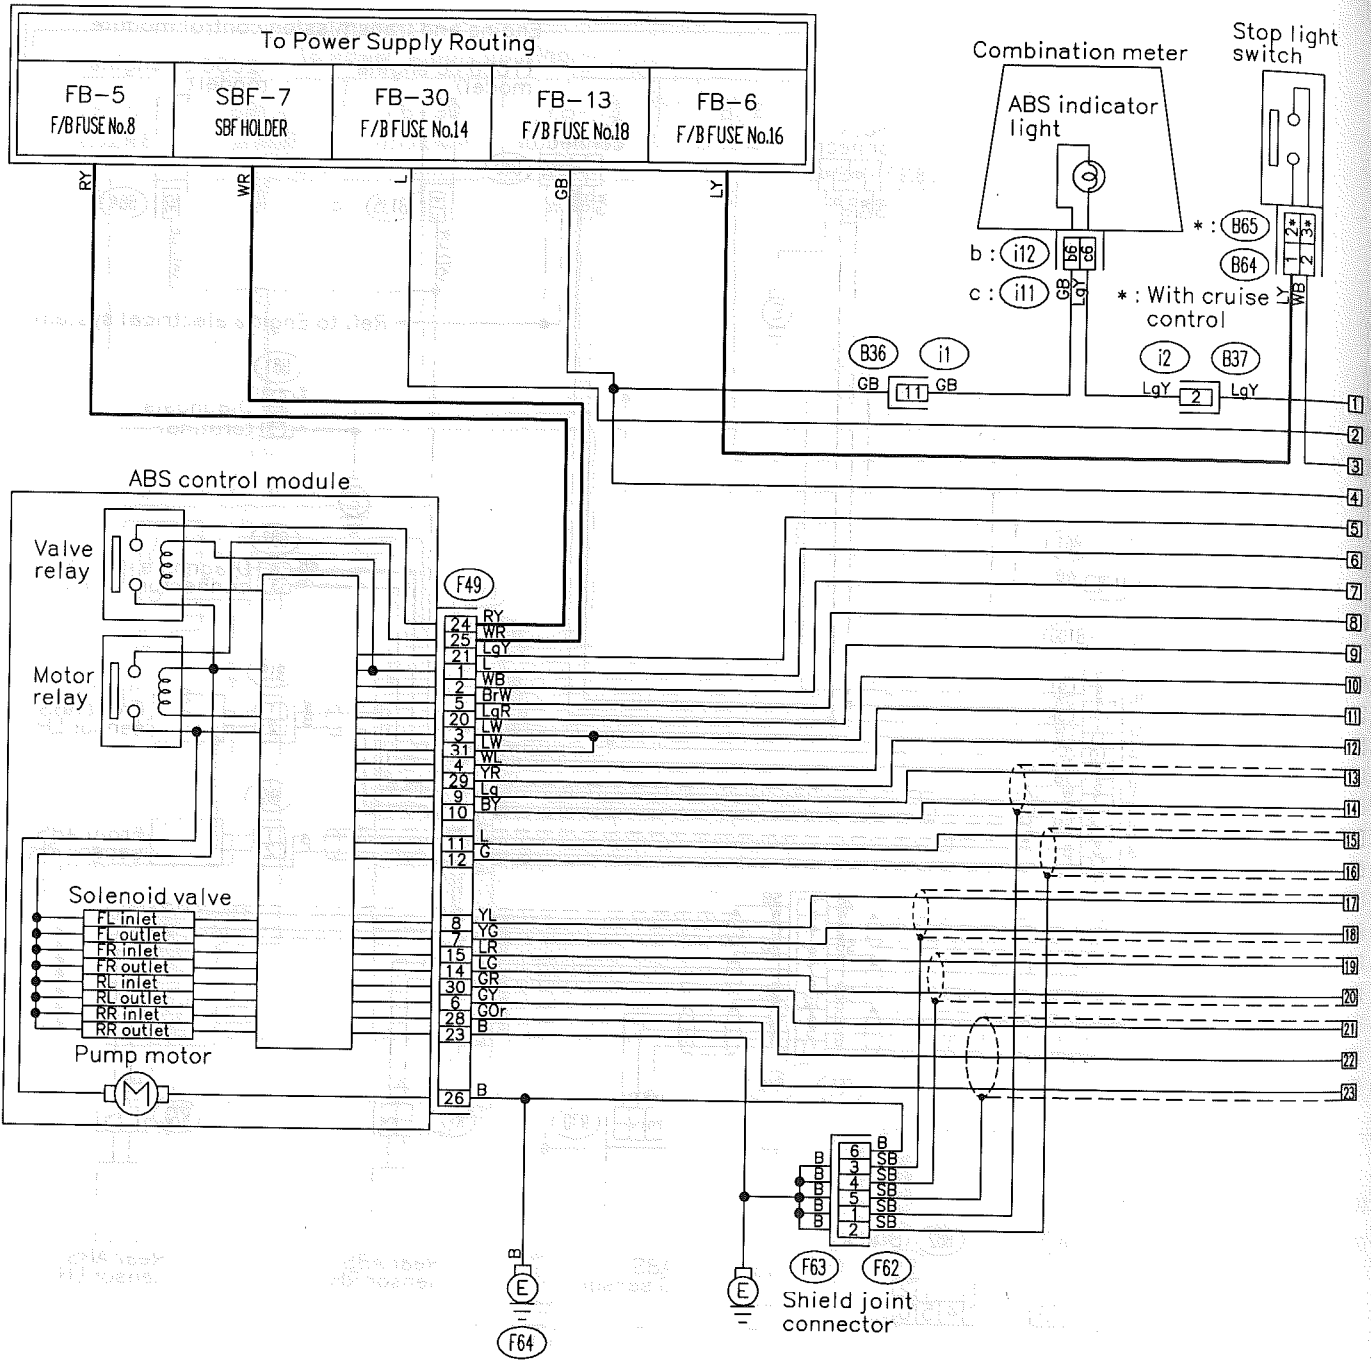 To Power Supply Routing
FB-5
F/B FUSE No.8
SBF-7
SBF HOLDER
FB-30
F/B FUSE No.14
FB-13
F/B FUSE No.18
FB-6
F/B FUSE No.16
RY
WR
L
GB
LY
Combination meter
ABS indicator
light
b6
c6
b : i12
c : i11
GB
LgY
Stop light
switch
* : B65
B64
2*
3*
1
2
LY
WB
* : With cruise
control
B36
i1
GB
11
GB
i2
B37
LgY
2
LgY
1
2
3
4
5
6
7
8
9
10
11
12
13
14
15
16
17
18
19
20
21
22
23
ABS control module
Valve
relay
Motor
relay
F49
24 RY
25 WR
21 LgY
1 L
2 WB
5 BrW
20 LgR
3 LW
31 LW
4 WL
29 YR
9 Lg
10 BY
11 L
12 G
8 YL
7 YG
15 LR
14 LG
30 GR
6 GY
28 GOr
23 B
26 B
Solenoid valve
FL inlet
FL outlet
FR inlet
FR outlet
RL inlet
RL outlet
RR inlet
RR outlet
Pump motor
M
B
E
F64
E
6 B
B 3 SB
B 4 SB
B 5 SB
B 1 SB
B 2 SB
F63
F62
Shield joint
connector